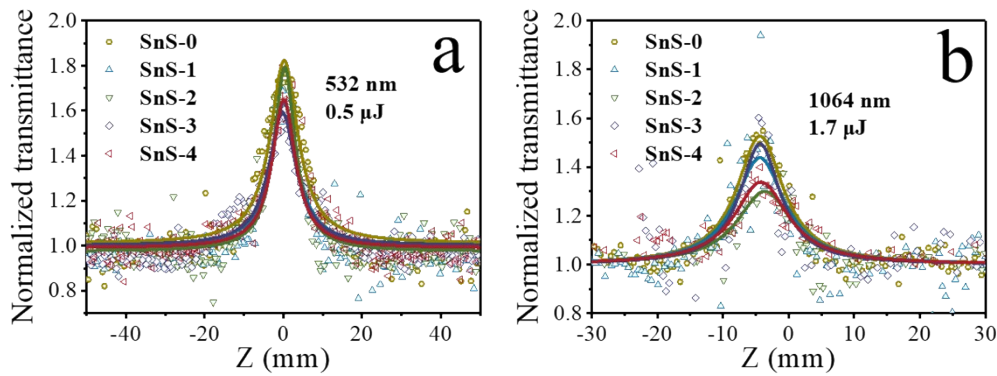 a
Normalized transmittance
2.0
1.8
1.6
1.4
1.2
1.0
0.8
SnS-0
SnS-1
SnS-2
SnS-3
SnS-4
532 nm
0.5 µJ
-40 -20 0 20 40
Z (mm)
b
Normalized transmittance
2.0
1.8
1.6
1.4
1.2
1.0
0.8
SnS-0
SnS-1
SnS-2
SnS-3
SnS-4
1064 nm
1.7 µJ
-30 -20 -10 0 10 20 30
Z (mm)